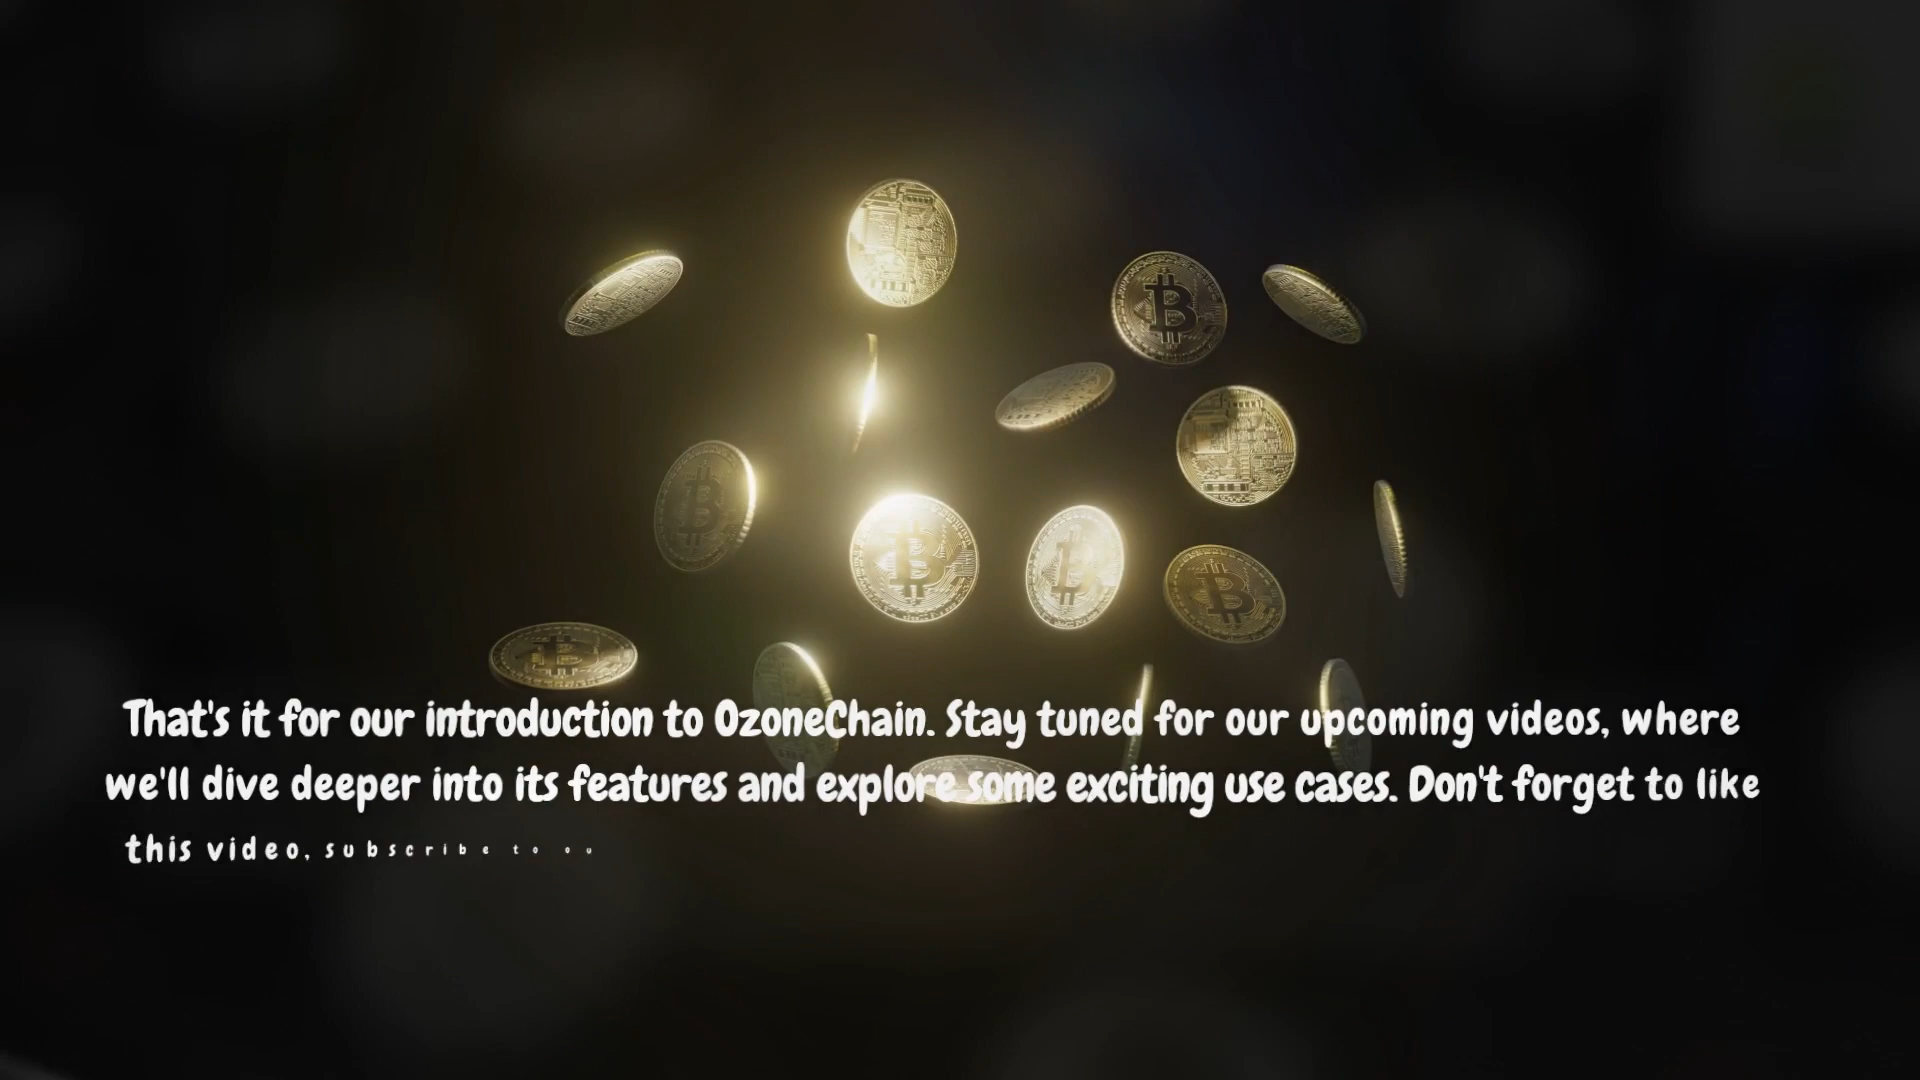 That's it for our introduction to OzoneChain. Stay tuned for our upcoming videos, where
we'll dive deeper into its features and explore some exciting use cases. Don't forget to like
this video, subscribe to ou